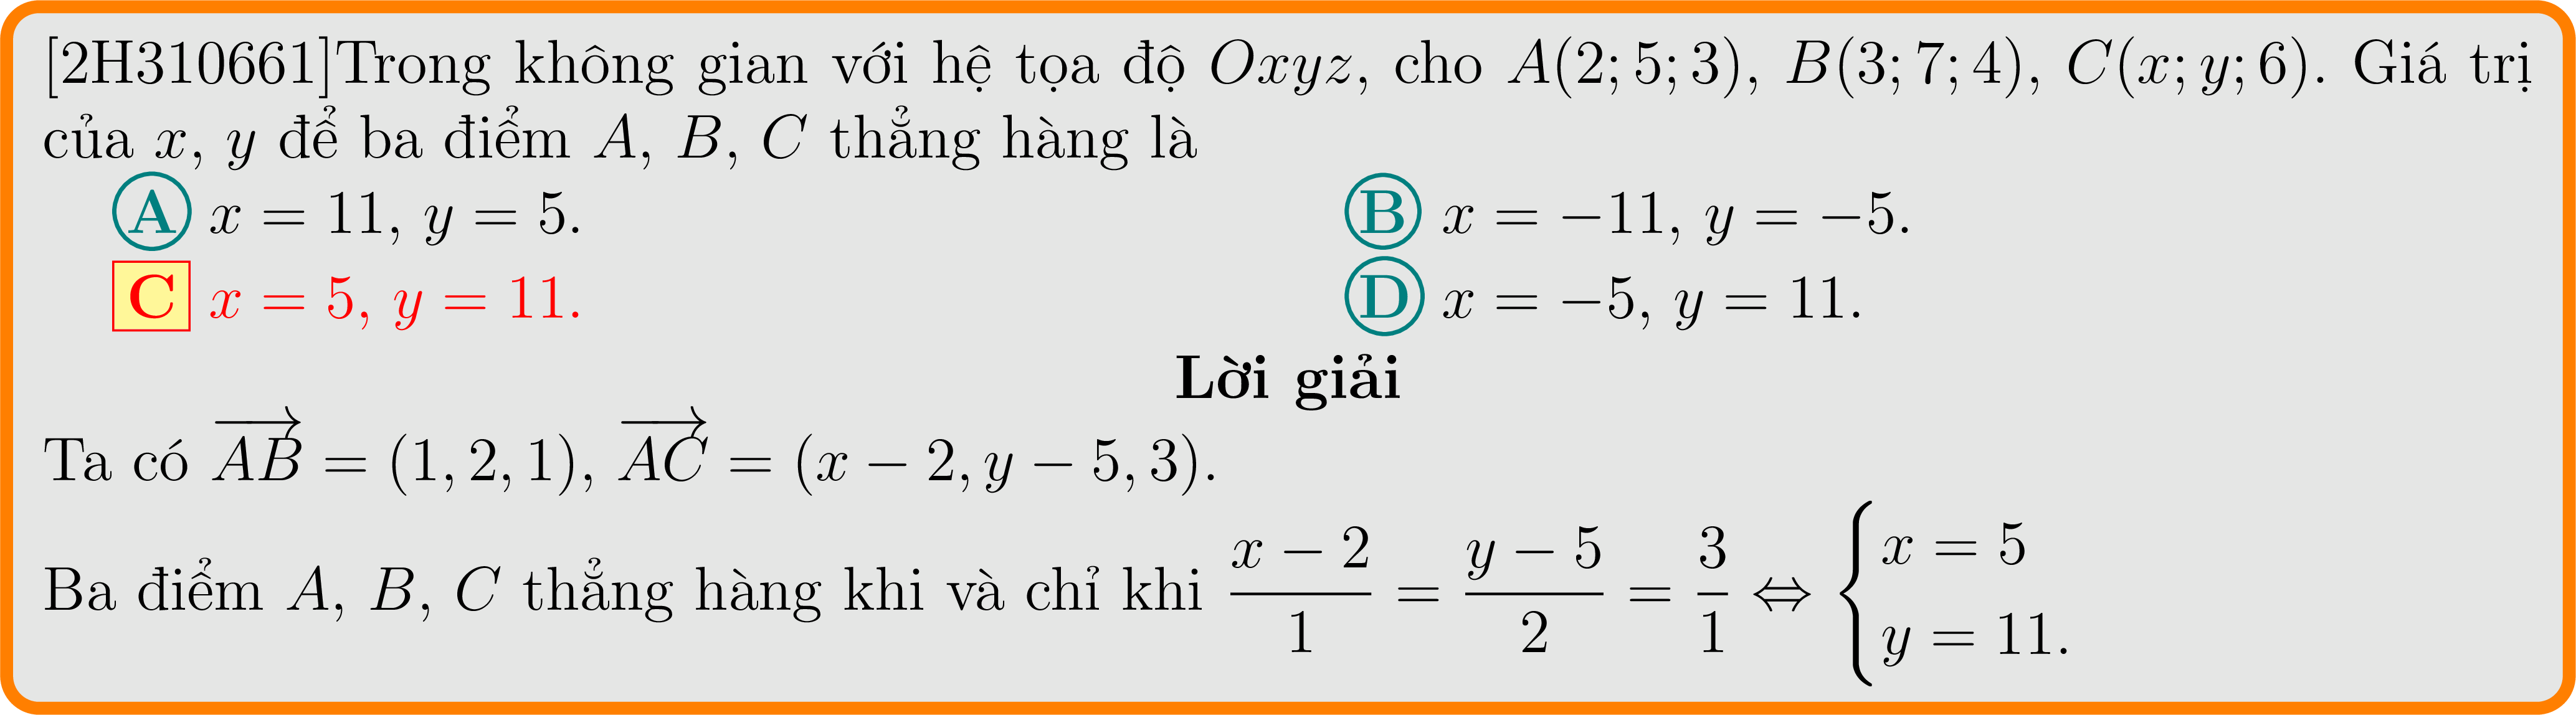 [2H310661]Trong không gian với hệ tọa độ Oxyz, cho A(2; 5; 3), B(3; 7; 4), C(x; y; 6). Giá trị
của x, y để ba điểm A, B, C thẳng hàng là
A x = 11, y = 5. B x = −11, y = −5.
C x = 5, y = 11. D x = −5, y = 11.
Lời giải
Ta có $\overrightarrow{AB}$ = (1, 2, 1), $\overrightarrow{AC}$ = (x − 2, y − 5, 3).
Ba điểm A, B, C thẳng hàng khi và chỉ khi $\dfrac{x-2}{1} = \dfrac{y-5}{2} = \dfrac{3}{1} \Leftrightarrow \begin{cases} x = 5 \\ y = 11. \end{cases}$